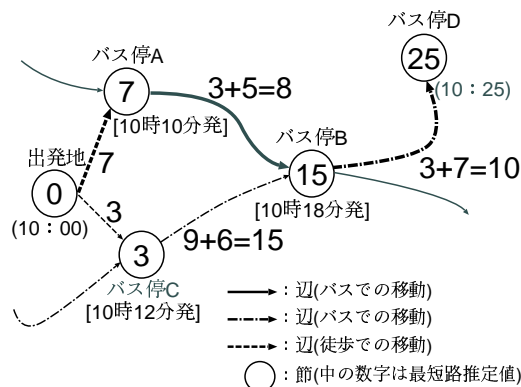 バス停D
25
(10：25)
バス停A
7
[10時10分発]
3+5=8
バス停B
15
[10時18分発]
3+7=10
出発地
0
(10：00)
7
3
3
バス停C
[10時12分発]
9+6=15
：辺(バスでの移動)
：辺(バスでの移動)
：辺(徒歩での移動)
：節(中の数字は最短路推定値)